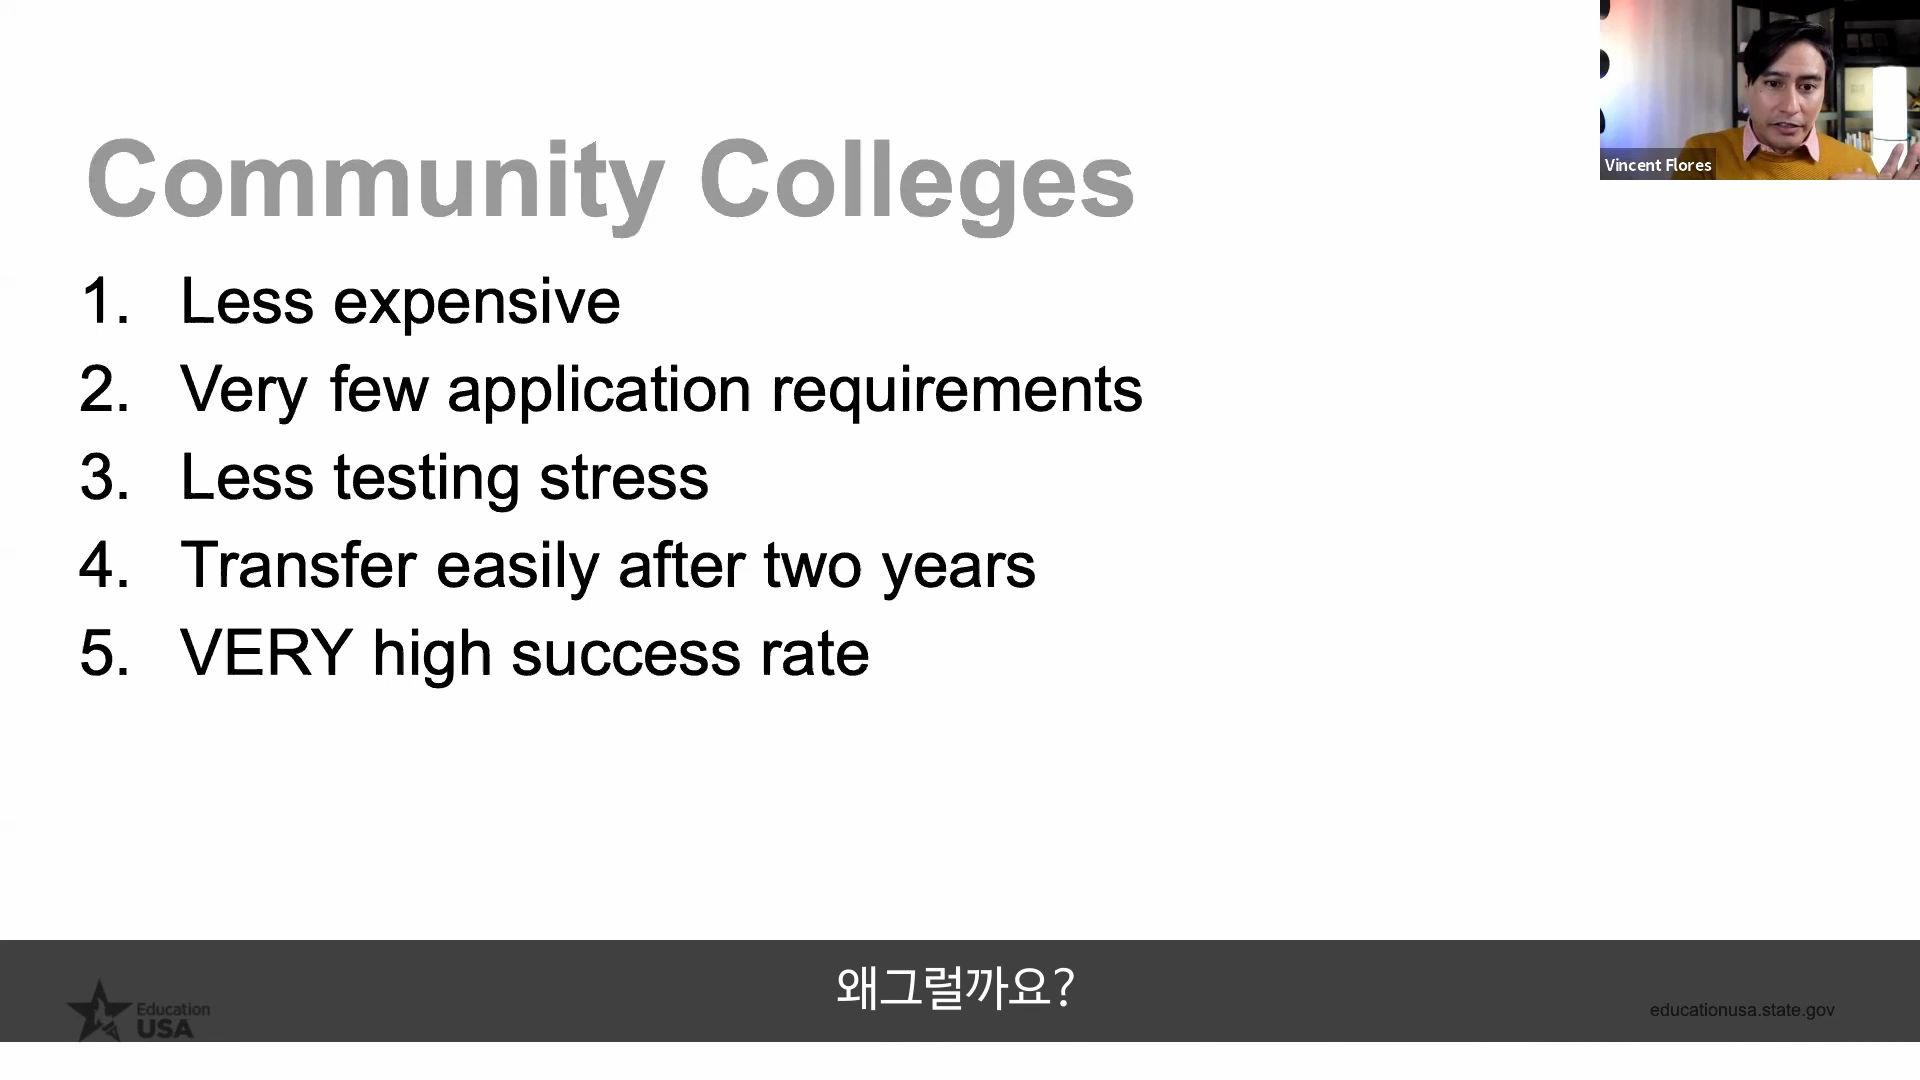 Vincent Flores
Community Colleges
1. Less expensive
2. Very few application requirements
3. Less testing stress
4. Transfer easily after two years
5. VERY high success rate
왜그럴까요?
Education
USA
educationusa.state.gov